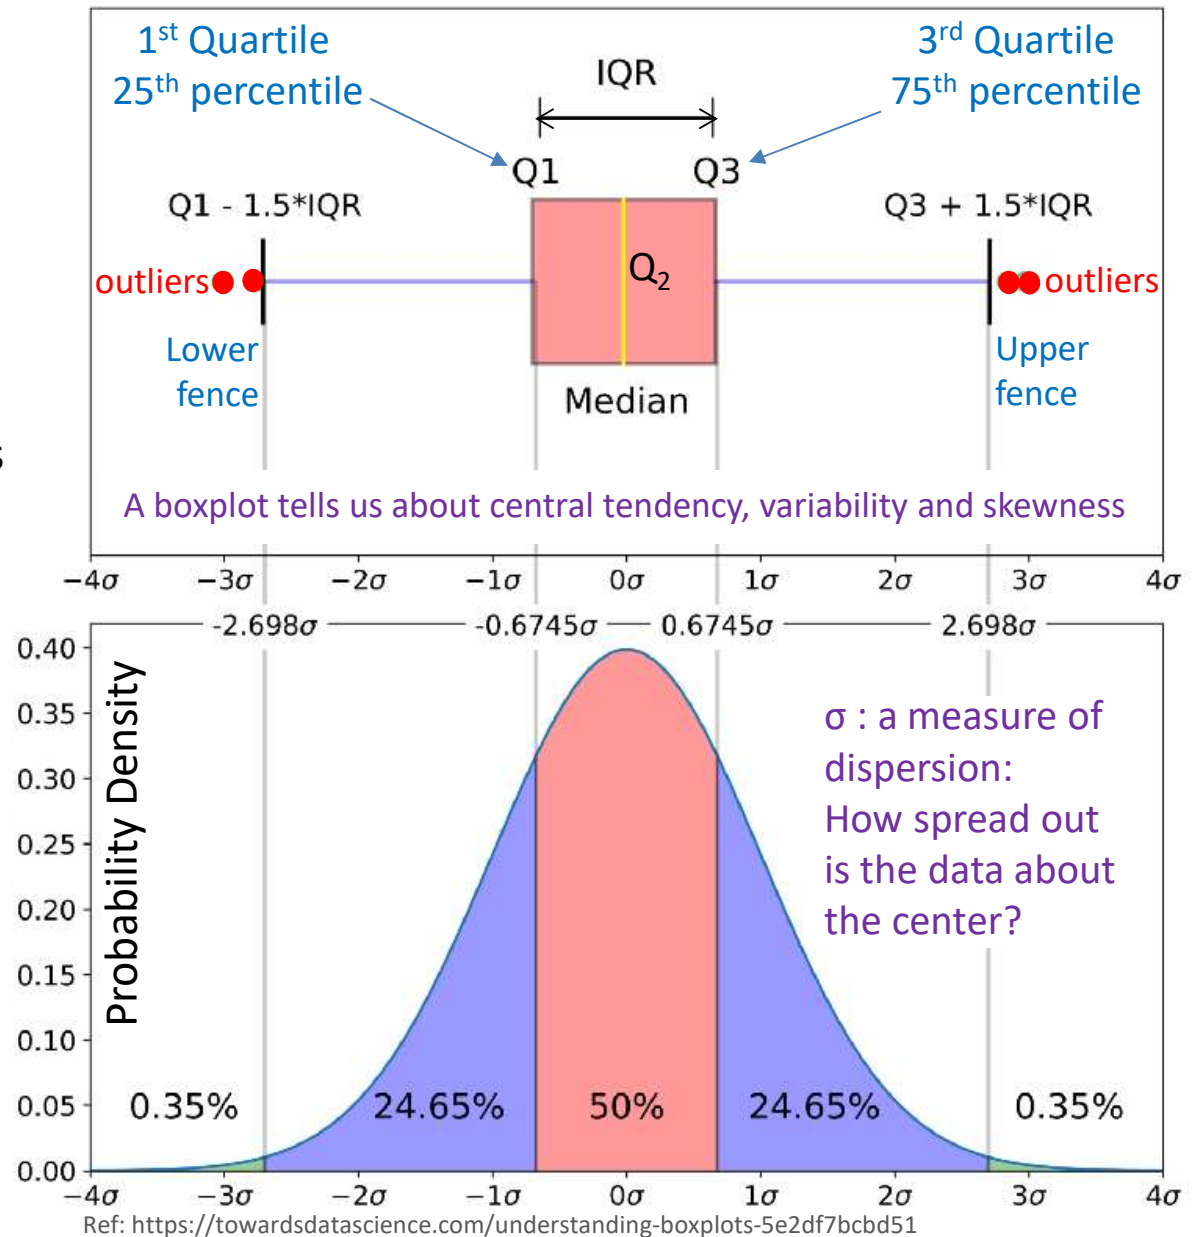 1st Quartile
25th percentile
3rd Quartile
75th percentile
IQR
Q1
Q3
Q1 - 1.5*IQR
Q3 + 1.5*IQR
outliers
Q2
outliers
Lower
fence
Upper
fence
Median
s
A boxplot tells us about central tendency, variability and skewness
−4σ −3σ −2σ −1σ 0σ 1σ 2σ 3σ 4σ
-2.698σ -0.6745σ 0.6745σ 2.698σ
0.40
0.35
0.30
0.25
0.20
0.15
0.10
0.05
0.00
Probability Density
σ : a measure of
dispersion:
How spread out
is the data about
the center?
0.35% 24.65% 50% 24.65% 0.35%
−4σ −3σ −2σ −1σ 0σ 1σ 2σ 3σ 4σ
Ref: https://towardsdatascience.com/understanding-boxplots-5e2df7bcbd51